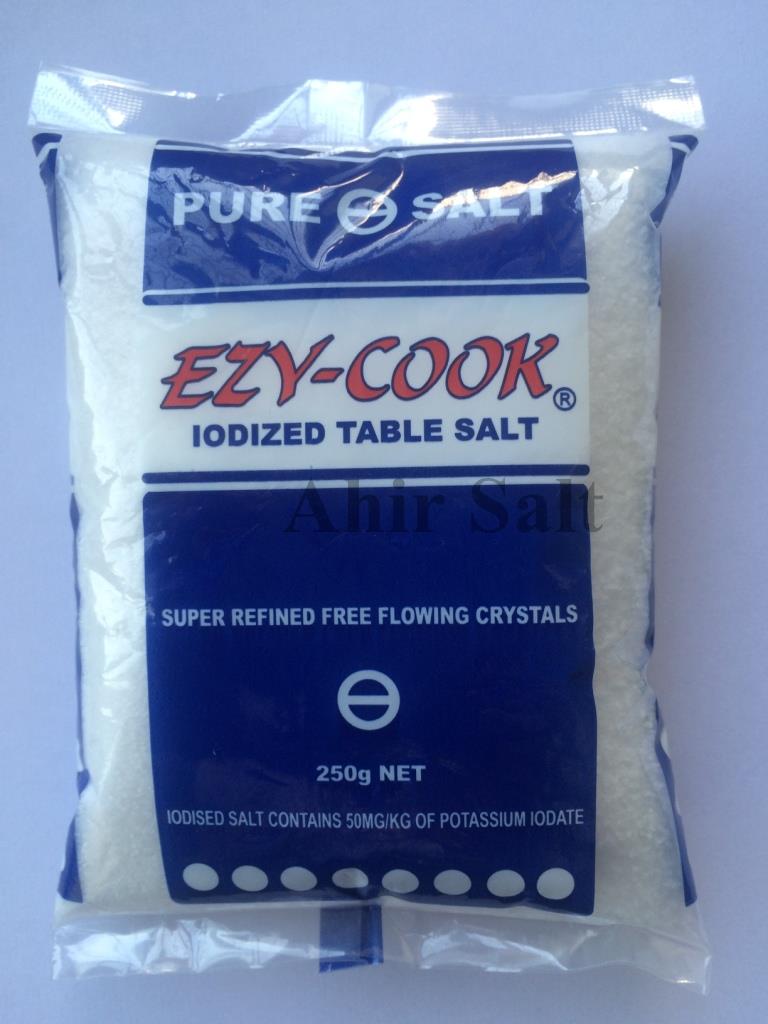 PURE SALT
EZY-COOK ®
IODIZED TABLE SALT
Ahir Salt
SUPER REFINED FREE FLOWING CRYSTALS
250g NET
IODISED SALT CONTAINS 50MG/KG OF POTASSIUM IODATE